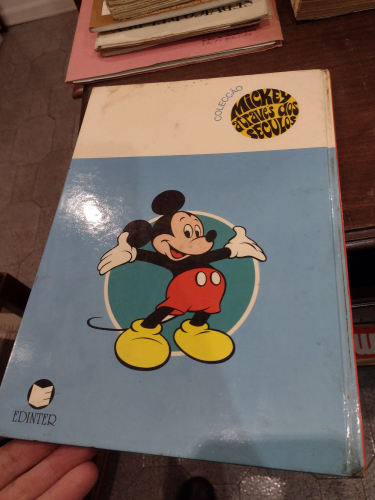 COLECÇÃO
MICKEY
ATRAVÉS DOS
SÉCULOS
EDINTER